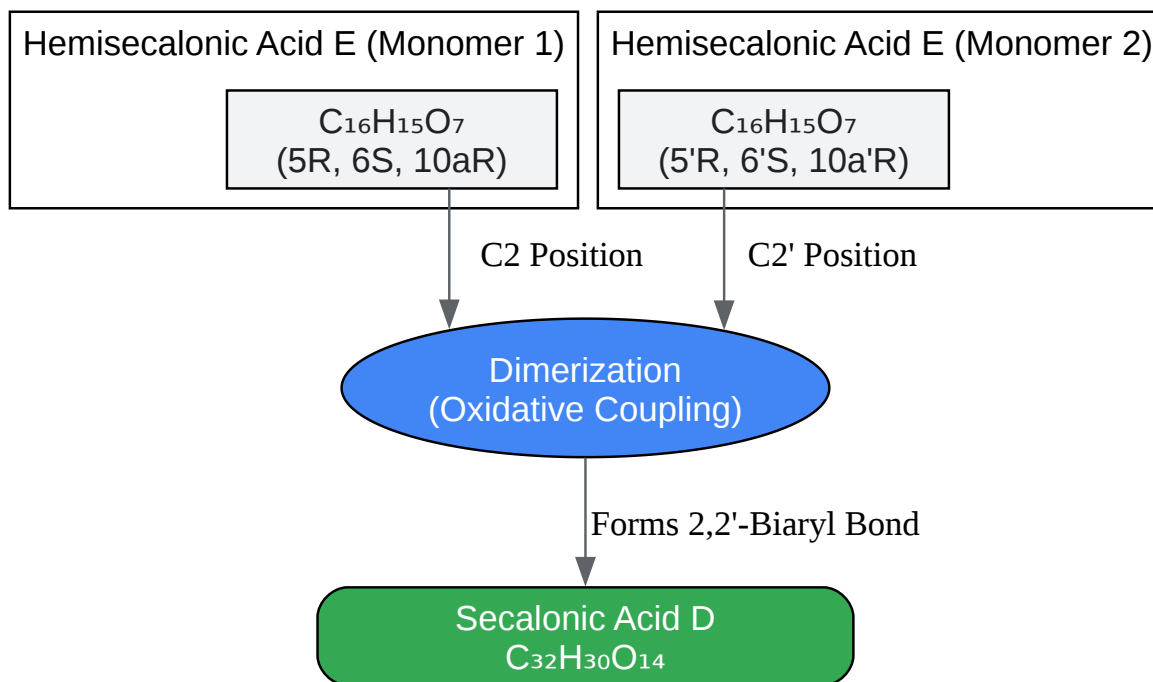 Hemisecalonic Acid E (Monomer 1)
Hemisecalonic Acid E (Monomer 2)
C₁₆H₁₅O₇
(5R, 6S, 10aR)
C₁₆H₁₅O₇
(5'R, 6'S, 10a'R)
C2 Position
C2' Position
Dimerization
(Oxidative Coupling)
Forms 2,2'-Biaryl Bond
Secalonic Acid D
C₃₂H₃₀O₁₄